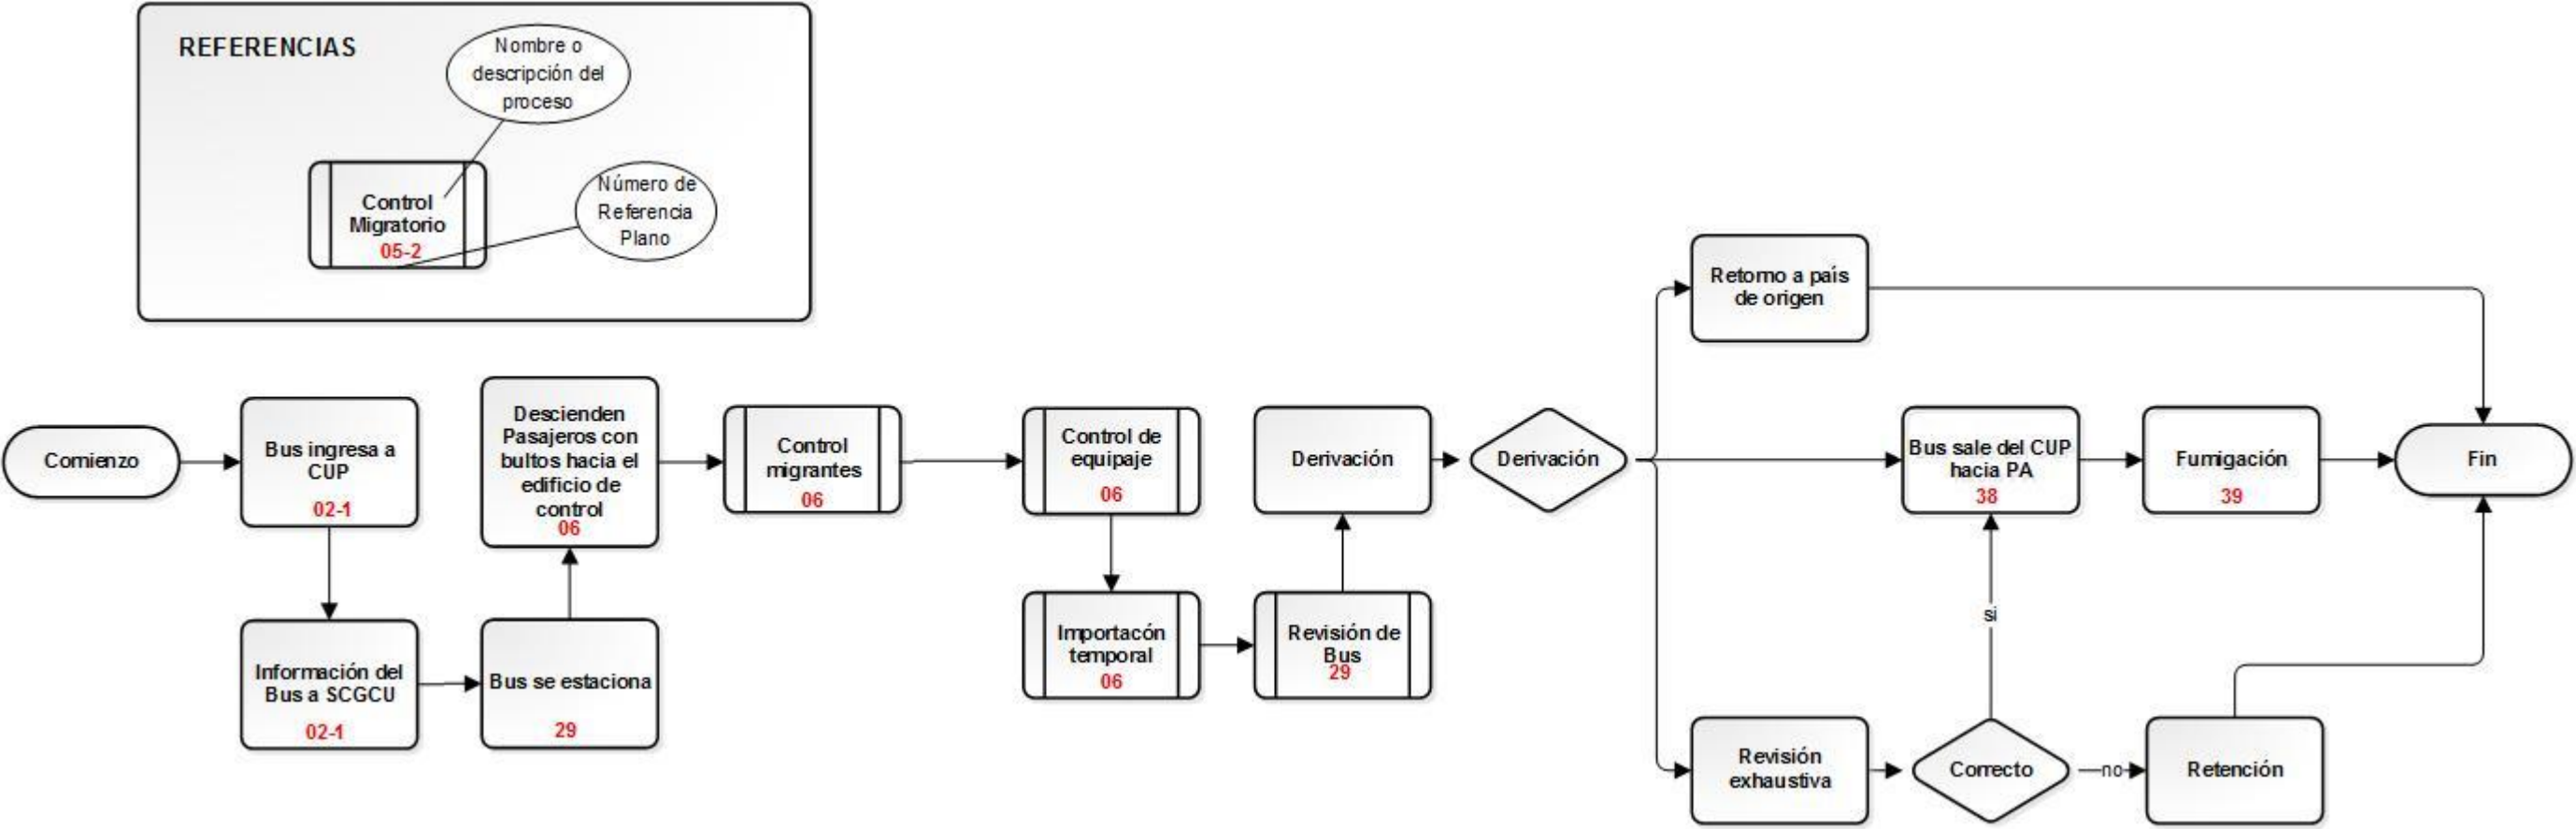 REFERENCIAS
Nombre o
descripción del
proceso
Control
Migratorio
05-2
Número de
Referencia
Plano
Comienzo
Bus ingresa a
CUP
02-1
Información del
Bus a SCGCU
02-1
Bus se estaciona
29
Descienden
Pasajeros con
bultos hacia el
edificio de
control
06
Control
migrantes
06
Control de
equipaje
06
Importacón
temporal
06
Revisión de
Bus
29
Derivación
Derivación
Retorno a país
de origen
Bus sale del CUP
hacia PA
38
Fumigación
39
Fin
Revisión
exhaustiva
Correcto
si
no
Retención